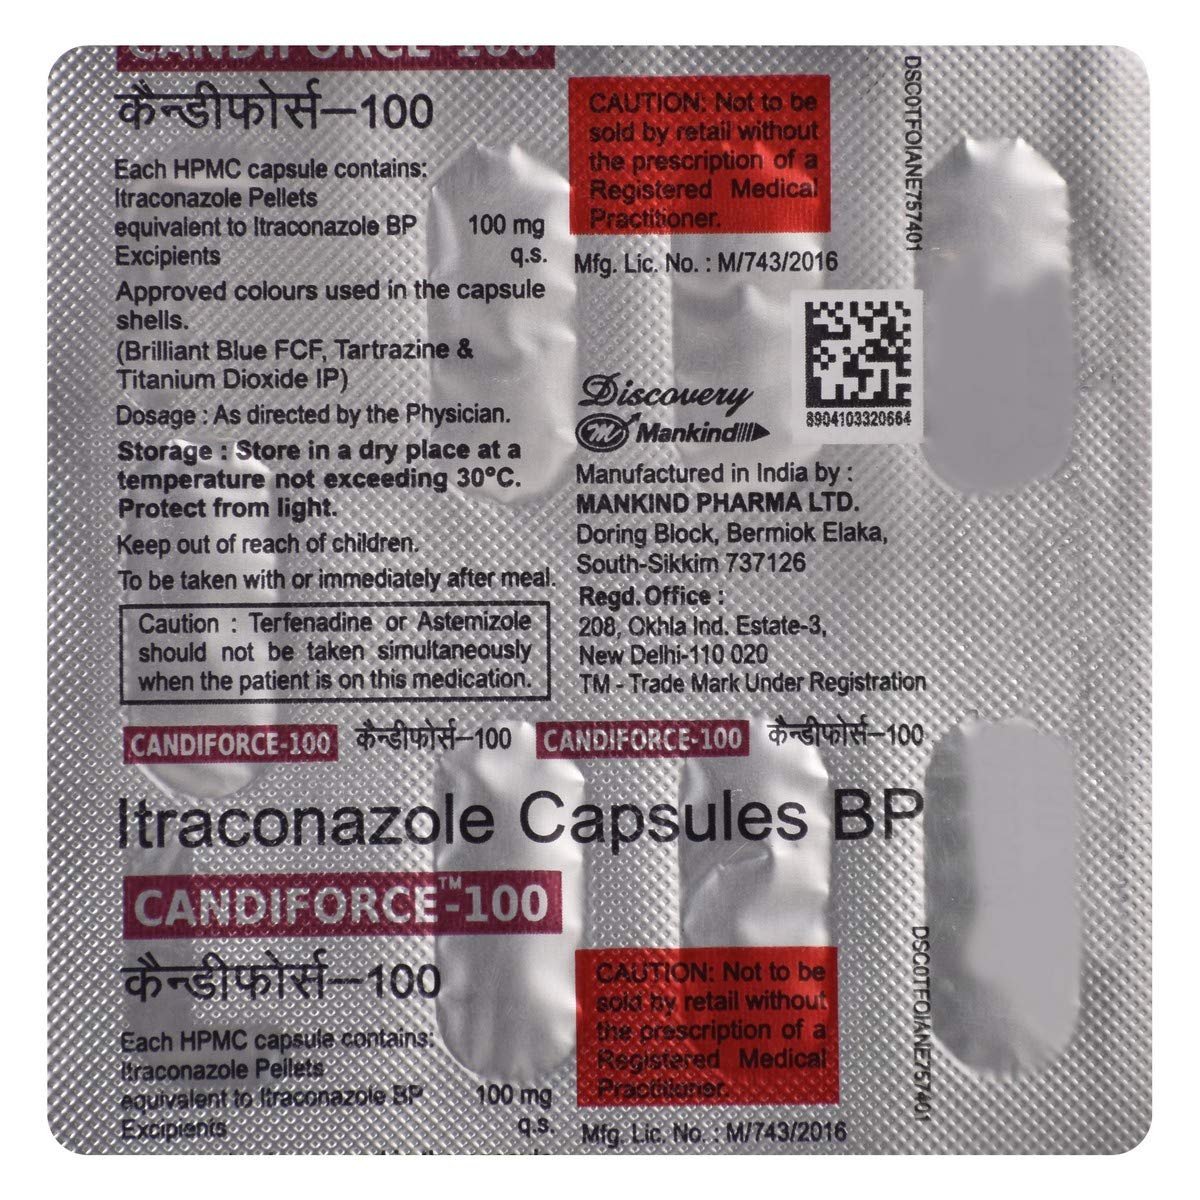 CANDIFORCE-100
कैन्डीफोर्स–100
Each HPMC capsule contains:
Itraconazole Pellets
equivalent to Itraconazole BP 100 mg
Excipients q.s.
Approved colours used in the capsule
shells.
(Brilliant Blue FCF, Tartrazine &
Titanium Dioxide IP)
Dosage : As directed by the Physician.
Storage : Store in a dry place at a
temperature not exceeding 30°C.
Protect from light.
Keep out of reach of children.
To be taken with or immediately after meal.
Caution : Terfenadine or Astemizole
should not be taken simultaneously
when the patient is on this medication.
CAUTION: Not to be
sold by retail without
the prescription of a
Registered Medical
Practitioner.
Mfg. Lic. No. : M/743/2016
8904103320664
Discovery
Mankind
Manufactured in India by :
MANKIND PHARMA LTD.
Doring Block, Bermiok Elaka,
South-Sikkim 737126
Regd. Office :
208, Okhla Ind. Estate-3,
New Delhi-110 020
TM - Trade Mark Under Registration
DSC0TFOIANE757401
CANDIFORCE-100 कैन्डीफोर्स–100 CANDIFORCE-100 कैन्डीफोर्स–100
Itraconazole Capsules BP
CANDIFORCE™-100
कैन्डीफोर्स–100
Each HPMC capsule contains:
Itraconazole Pellets
equivalent to Itraconazole BP 100 mg
Excipients q.s.
CAUTION: Not to be
sold by retail without
the prescription of a
Registered Medical
Practitioner.
Mfg. Lic. No. : M/743/2016
DSC0TFOIANE757401